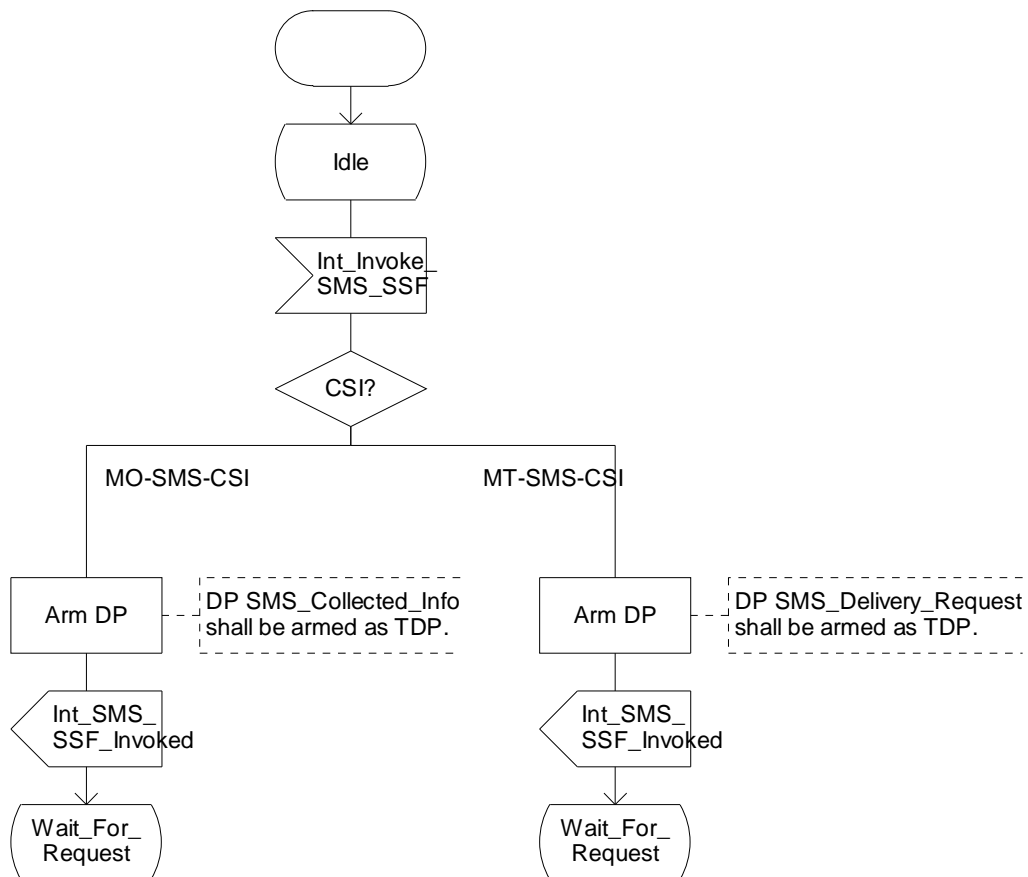 Idle
Int_Invoke_
SMS_SSF
CSI?
MO-SMS-CSI
MT-SMS-CSI
Arm DP
DP SMS_Collected_Info
shall be armed as TDP.
Arm DP
DP SMS_Delivery_Request
shall be armed as TDP.
Int_SMS_
SSF_Invoked
Int_SMS_
SSF_Invoked
Wait_For_
Request
Wait_For_
Request